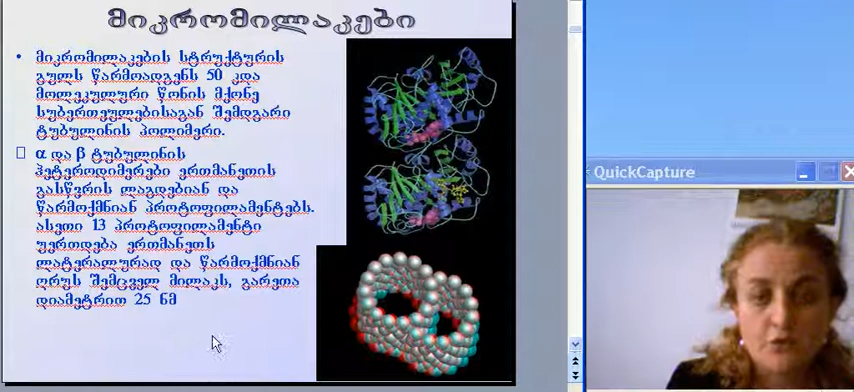 მიკრომილაკები
• მიკრომილაკების სტრუქტურის
გულს წარმოადგენს 50 კდა
მოლეკულური წონის მქონე
სუბერთეულებისაგან შემდგარი
ტუბულინის პოლიმერი.
α და β ტუბულინის
ჰეტეროდიმერები ერთმანეთის
გასწვრის ლაგდებიან და
წარმოქმნიან პროტოფილამენტებს.
ასეთი 13 პროტოფილამენტი
უერთდება ერთმანეთს
ლატერალურად და წარმოქმნიან
ღრუს შემცველ მილაკს, გარეთა
დიამეტრით 25 ნმ
QuickCapture